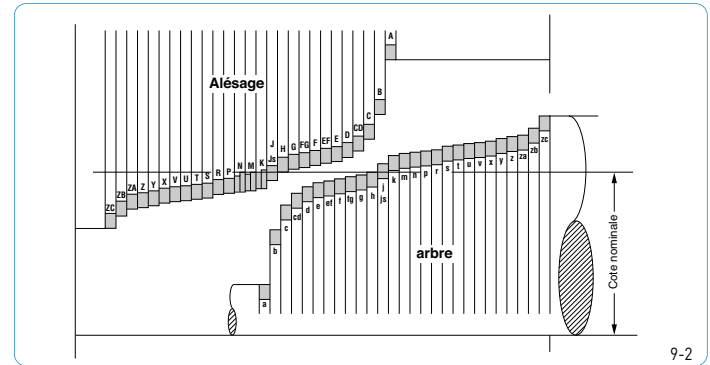 A
Alésage
B
C
CD
D
E
EF
F
FG
G
H
J
Js
K
M
N
P
R
S
T
U
V
X
Y
Z
ZA
ZB
ZC
a
b
c
cd
d
e
ef
f
fg
g
h
j
js
k
m
n
p
r
s
t
u
v
x
y
z
za
zb
zc
arbre
Cote nominale
9-2